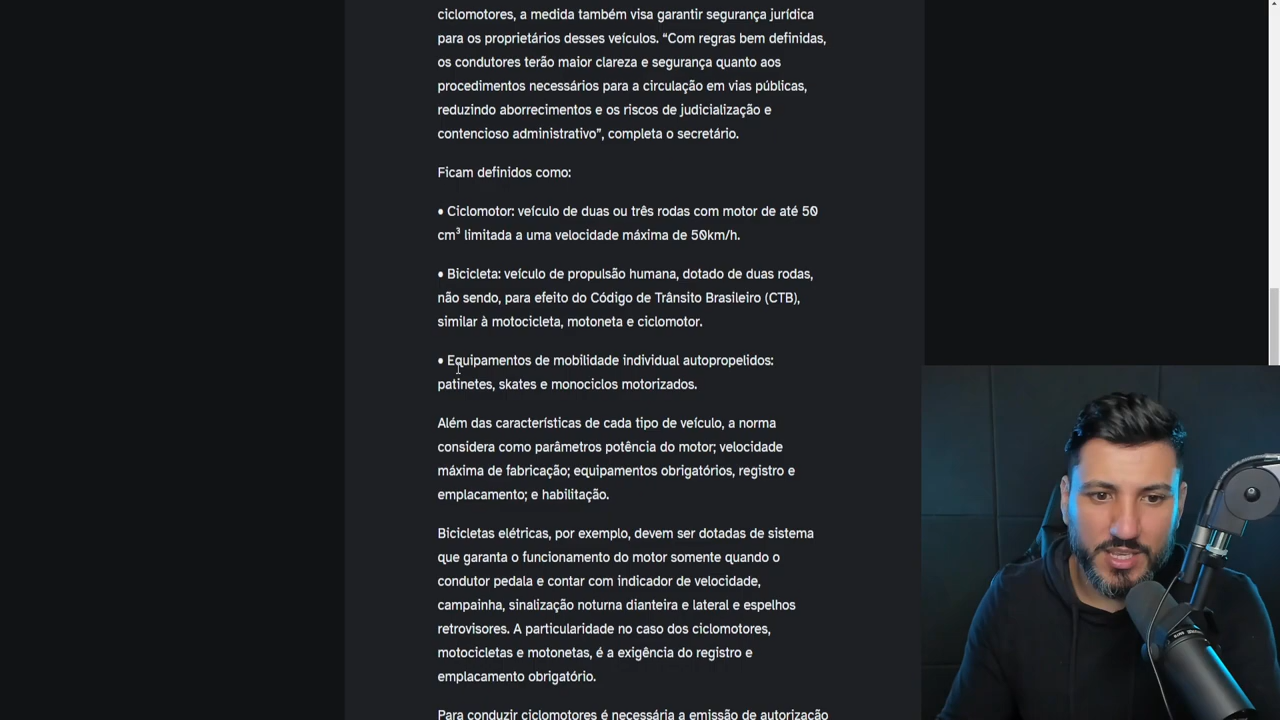 ciclomotores, a medida também visa garantir segurança jurídica
para os proprietários desses veículos. “Com regras bem definidas,
os condutores terão maior clareza e segurança quanto aos
procedimentos necessários para a circulação em vias públicas,
reduzindo aborrecimentos e os riscos de judicialização e
contencioso administrativo”, completa o secretário.
Ficam definidos como:
• Ciclomotor: veículo de duas ou três rodas com motor de até 50
cm³ limitada a uma velocidade máxima de 50km/h.
• Bicicleta: veículo de propulsão humana, dotado de duas rodas,
não sendo, para efeito do Código de Trânsito Brasileiro (CTB),
similar à motocicleta, motoneta e ciclomotor.
• Equipamentos de mobilidade individual autopropelidos:
patinetes, skates e monociclos motorizados.
Além das características de cada tipo de veículo, a norma
considera como parâmetros potência do motor; velocidade
máxima de fabricação; equipamentos obrigatórios, registro e
emplacamento; e habilitação.
Bicicletas elétricas, por exemplo, devem ser dotadas de sistema
que garanta o funcionamento do motor somente quando o
condutor pedala e contar com indicador de velocidade,
campainha, sinalização noturna dianteira e lateral e espelhos
retrovisores. A particularidade no caso dos ciclomotores,
motocicletas e motonetas, é a exigência do registro e
emplacamento obrigatório.
Para conduzir ciclomotores é necessária a emissão de autorização